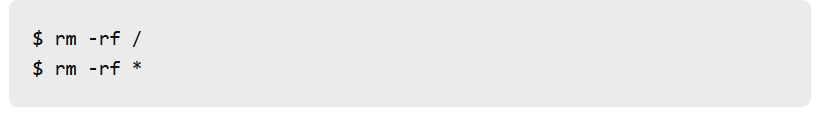 $ rm -rf /
$ rm -rf *